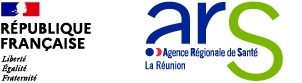 RÉPUBLIQUE
FRANÇAISE
Liberté
Égalité
Fraternité
ars
Agence Régionale de Santé
La Réunion